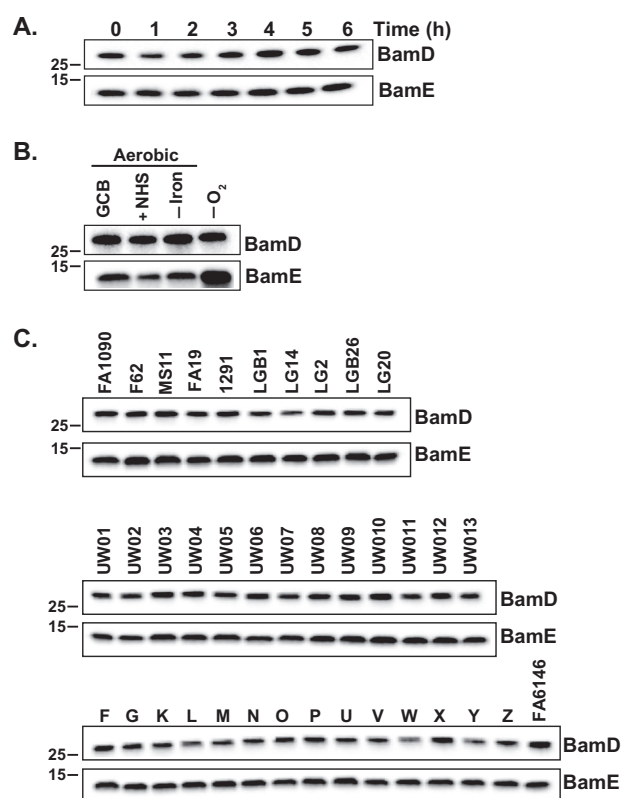 A.
0 1 2 3 4 5 6 Time (h)
25– BamD
15– BamE
B.
Aerobic
GCB + NHS – Iron – O₂
25– BamD
15– BamE
C.
FA1090 F62 MS11 FA19 1291 LGB1 LG14 LG2 LGB26 LG20
25– BamD
15– BamE
UW01 UW02 UW03 UW04 UW05 UW06 UW07 UW08 UW09 UW010 UW011 UW012 UW013
25– BamD
15– BamE
F G K L M N O P U V W X Y Z FA6146
25– BamD
15– BamE